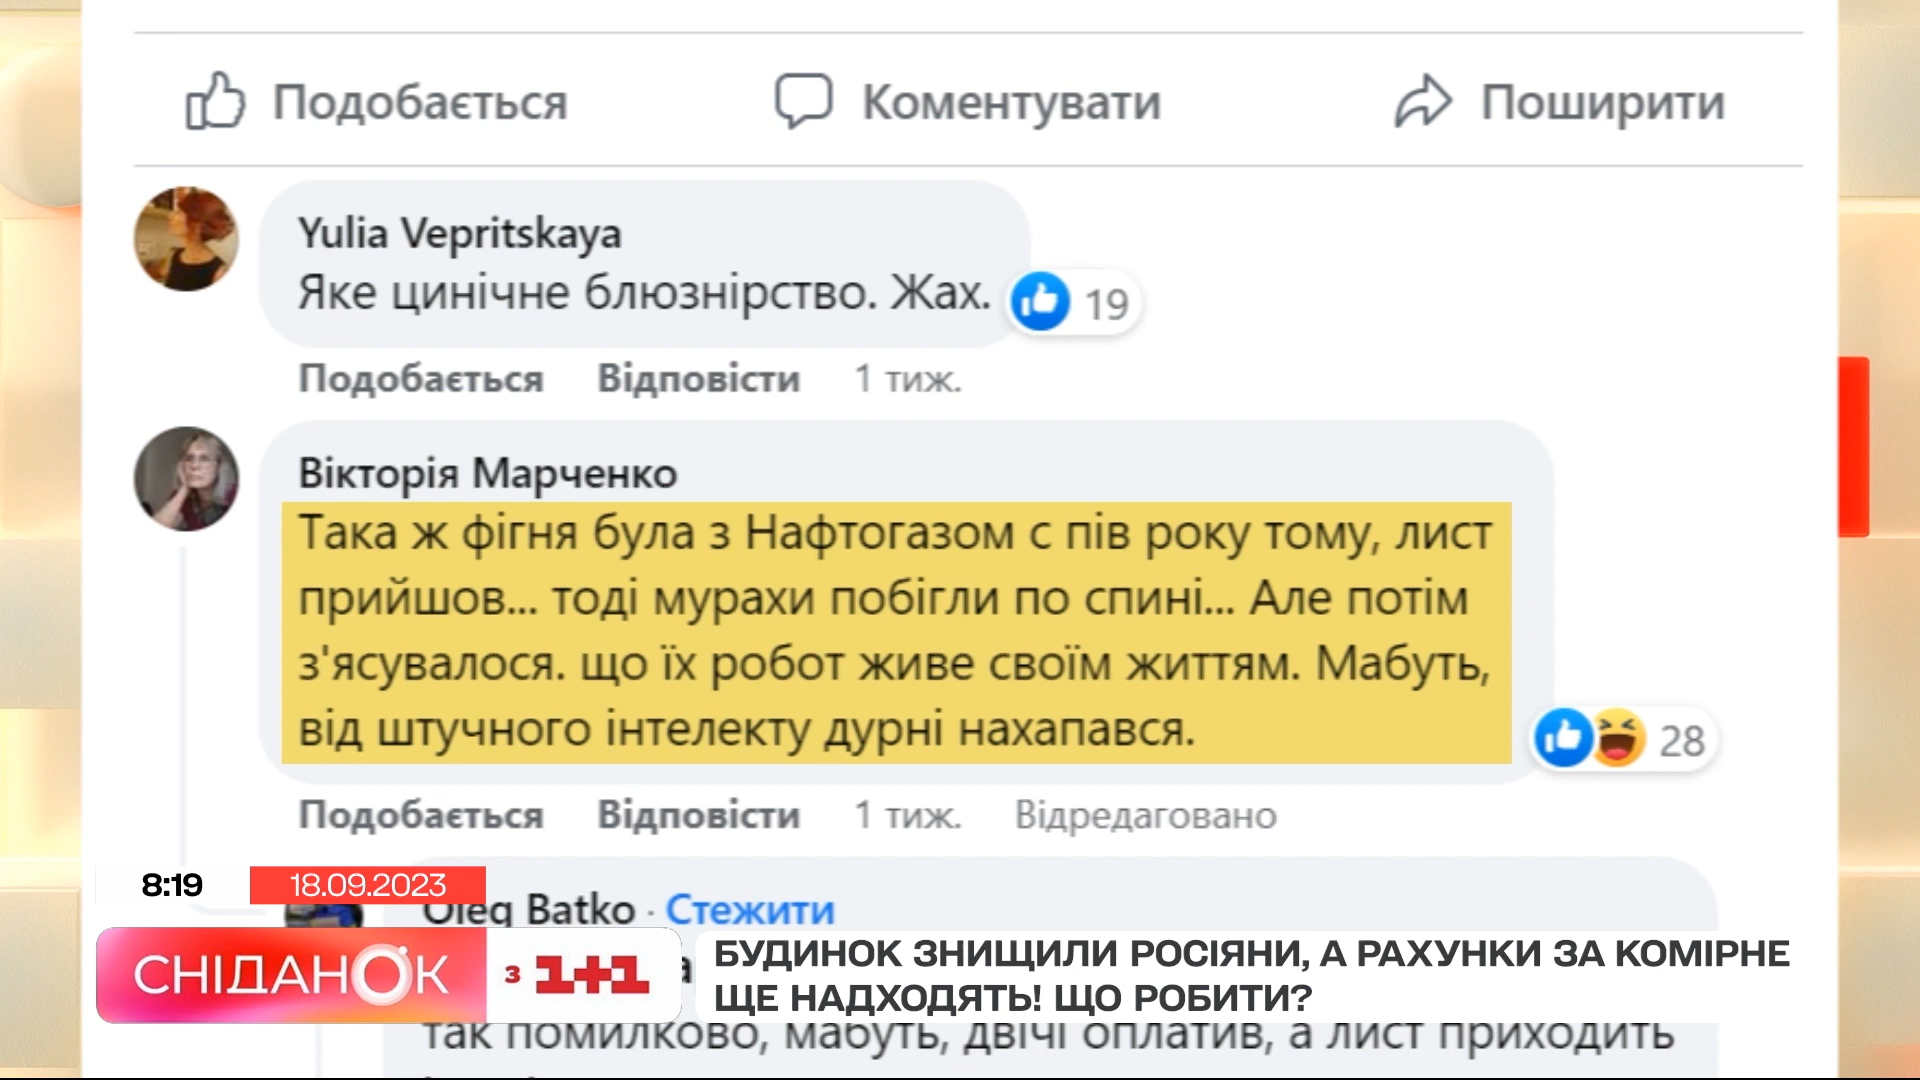 Подобається Коментувати Поширити
Yulia Vepritskaya
Яке цинічне блюзнірство. Жах.
19
Подобається Відповісти 1 тиж.
Вікторія Марченко
Така ж фігня була з Нафтогазом с пів року тому, лист
прийшов... тоді мурахи побігли по спині... Але потім
з'ясувалося. що їх робот живе своїм життям. Мабуть,
від штучного інтелекту дурні нахапався.
28
Подобається Відповісти 1 тиж. Відредаговано
8:19 18.09.2023
Oleg Batko · Стежити
СНІДАНОК з 1+1
БУДИНОК ЗНИЩИЛИ РОСІЯНИ, А РАХУНКИ ЗА КОМІРНЕ
ЩЕ НАДХОДЯТЬ! ЩО РОБИТИ?
так помилково, мабуть, двічі оплатив, а лист приходить